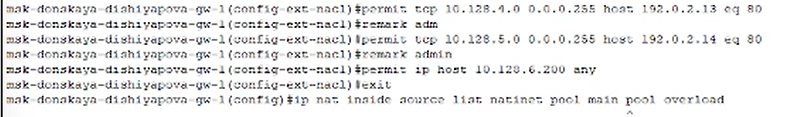 msk-donskaya-dishiyapova-gw-1(config-ext-nacl)#permit tcp 10.128.4.0 0.0.0.255 host 192.0.2.13 eq 80
msk-donskaya-dishiyapova-gw-1(config-ext-nacl)#remark adm
msk-donskaya-dishiyapova-gw-1(config-ext-nacl)#permit tcp 10.128.5.0 0.0.0.255 host 192.0.2.14 eq 80
msk-donskaya-dishiyapova-gw-1(config-ext-nacl)#remark admin
msk-donskaya-dishiyapova-gw-1(config-ext-nacl)#permit ip host 10.128.6.200 any
msk-donskaya-dishiyapova-gw-1(config-ext-nacl)#exit
msk-donskaya-dishiyapova-gw-1(config)#ip nat inside source list natinet pool main pool overload
^